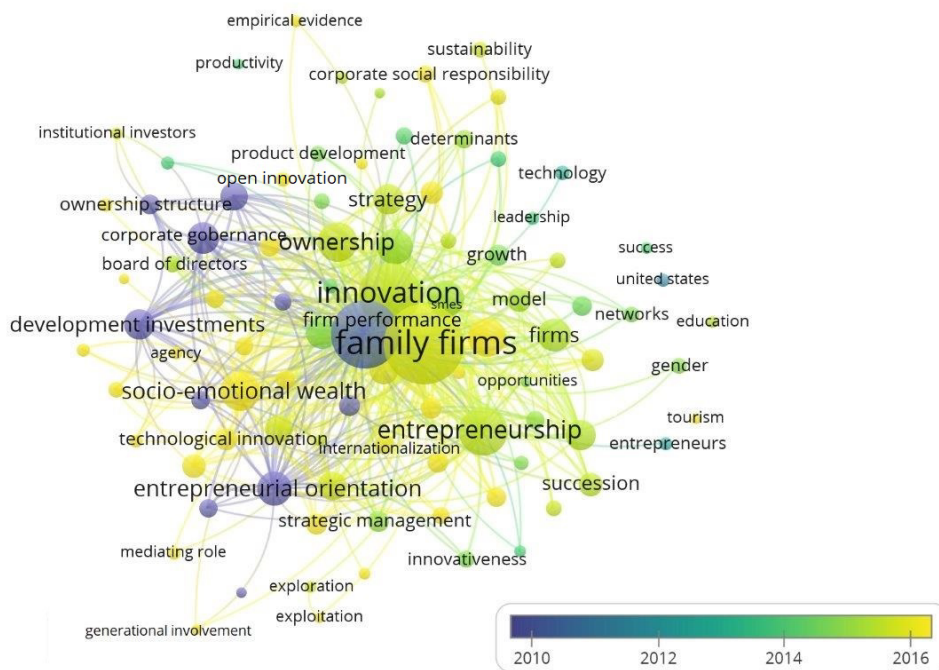 empirical evidence
sustainability
productivity
corporate social responsibility
institutional investors
determinants
product development
technology
open innovation
strategy
ownership structure
leadership
corporate gobernance
ownership
success
growth
board of directors
united states
innovation
smes
model
networks
firm performance
education
development investments
family firms
firms
agency
gender
opportunities
socio-emotional wealth
tourism
entrepreneurship
technological innovation
entrepreneurs
internationalization
succession
entrepreneurial orientation
strategic management
mediating role
innovativeness
exploration
exploitation
generational involvement
2010
2012
2014
2016